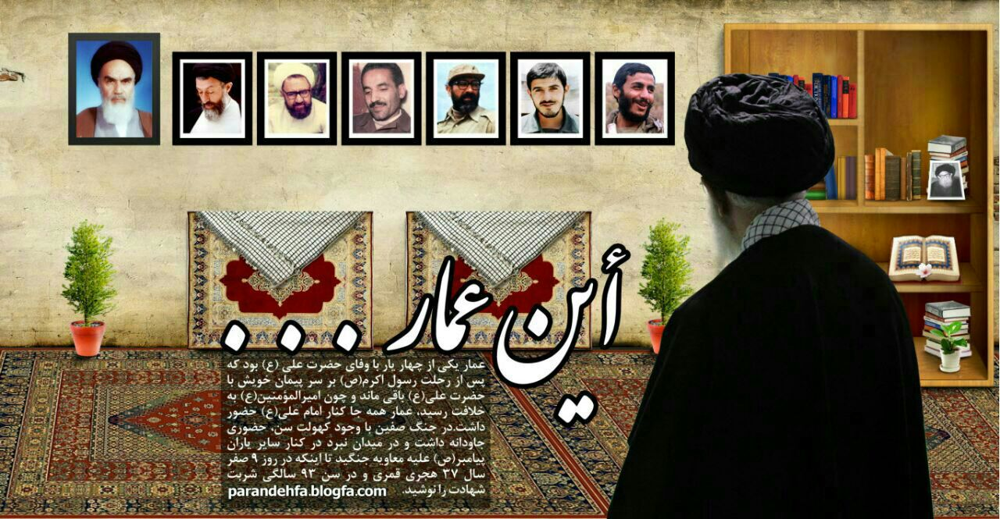 أین عمار . . .
عمار یکی از چهار یار با وفای حضرت علی (ع) بود که
پس از رحلت رسول اکرم(ص) بر سر پیمان خویش با
حضرت علی(ع) باقی ماند و چون امیرالمؤمنین(ع) به
خلافت رسید، عمار همه جا کنار امام علی(ع) حضور
داشت.در جنگ صفین با وجود کهولت سن، حضوری
جاودانه داشت و در میدان نبرد در کنار سایر یاران
پیامبر(ص) علیه معاویه جنگید تا اینکه در روز ۹ صفر
سال ۳۷ هجری قمری و در سن ۹۳ سالگی شربت
شهادت را نوشید. parandehfa.blogfa.com